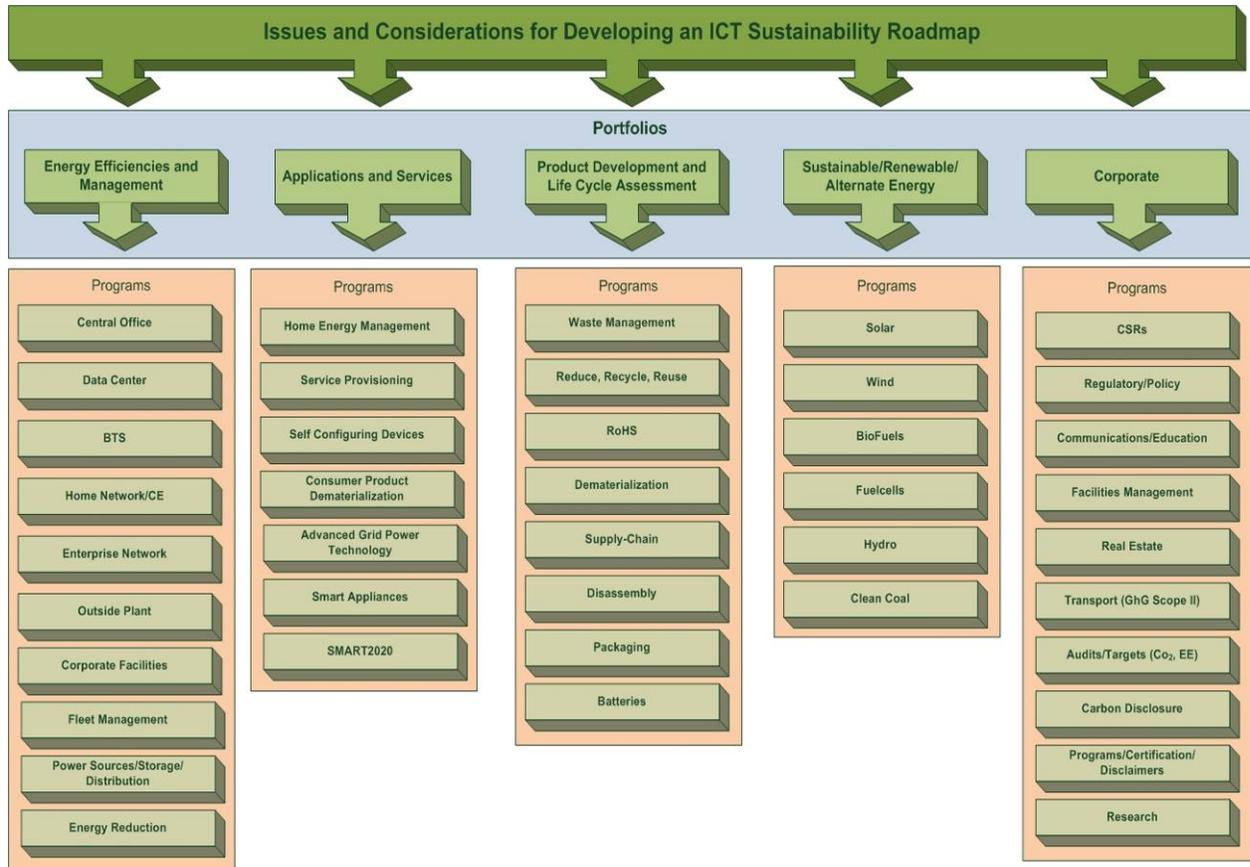 Issues and Considerations for Developing an ICT Sustainability Roadmap
Portfolios
Energy Efficiencies and
Management
Applications and Services
Product Development and
Life Cycle Assessment
Sustainable/Renewable/
Alternate Energy
Corporate
Programs
Central Office
Data Center
BTS
Home Network/CE
Enterprise Network
Outside Plant
Corporate Facilities
Fleet Management
Power Sources/Storage/
Distribution
Energy Reduction
Programs
Home Energy Management
Service Provisioning
Self Configuring Devices
Consumer Product
Dematerialization
Advanced Grid Power
Technology
Smart Appliances
SMART2020
Programs
Waste Management
Reduce, Recycle, Reuse
RoHS
Dematerialization
Supply-Chain
Disassembly
Packaging
Batteries
Programs
Solar
Wind
BioFuels
Fuelcells
Hydro
Clean Coal
Programs
CSRs
Regulatory/Policy
Communications/Education
Facilities Management
Real Estate
Transport (GhG Scope II)
Audits/Targets (Co₂, EE)
Carbon Disclosure
Programs/Certification/
Disclaimers
Research